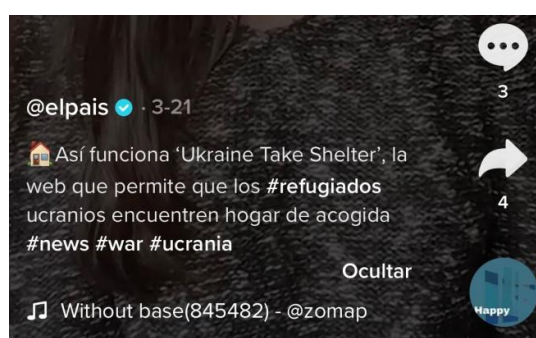 @elpais · 3-21
Así funciona ‘Ukraine Take Shelter’, la
web que permite que los #refugiados
ucranios encuentren hogar de acogida
#news #war #ucrania
Ocultar
Without base(845482) - @zomap
3
4
Happy